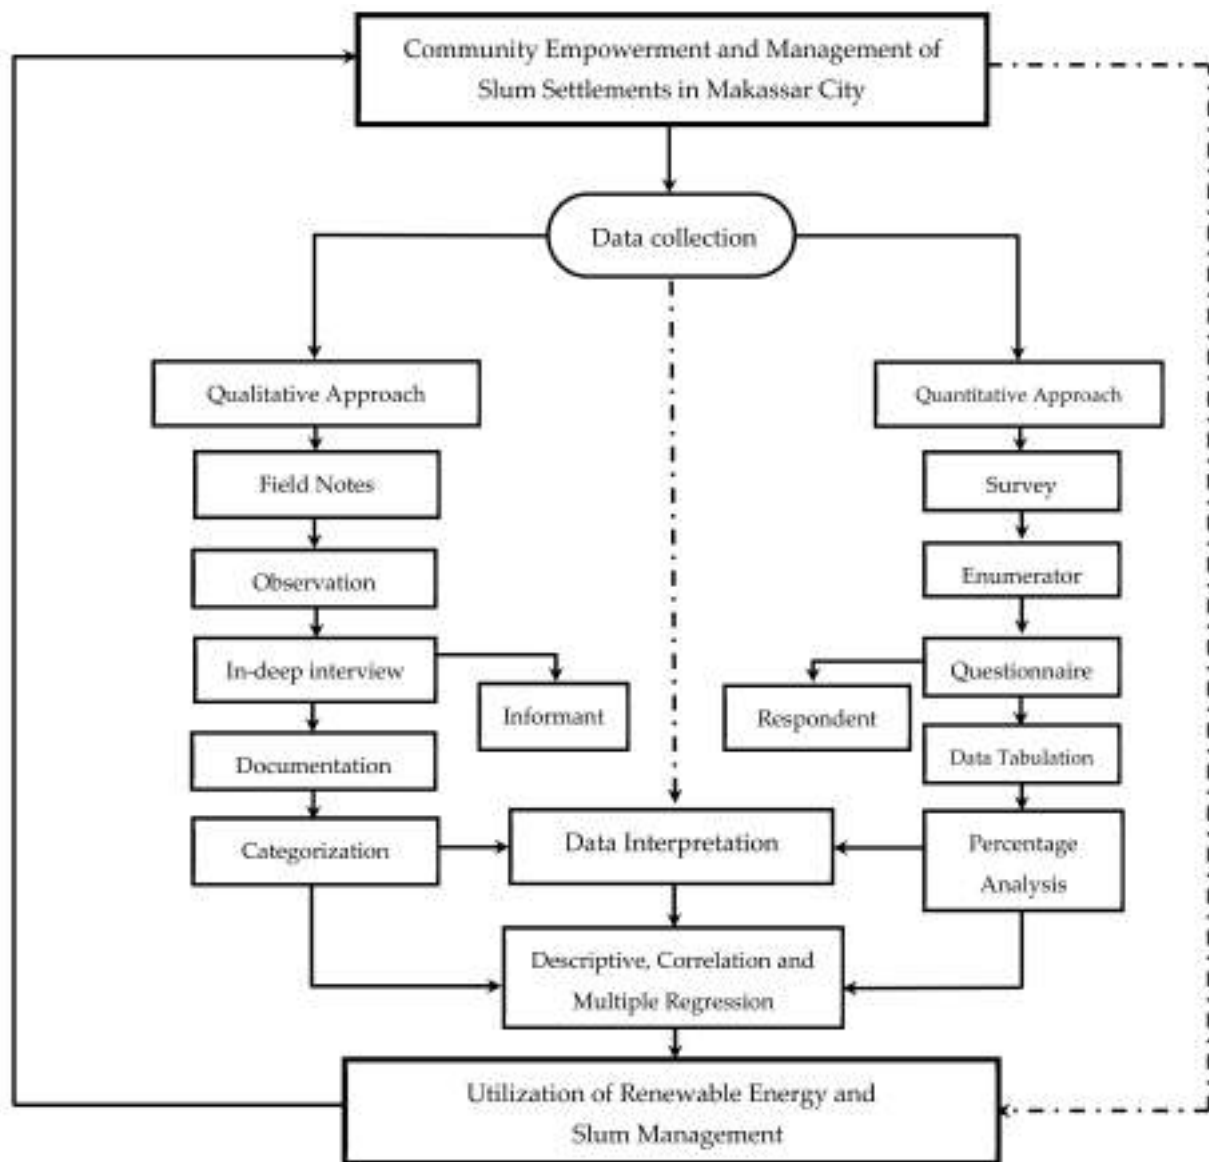 Community Empowerment and Management of
Slum Settlements in Makassar City
Data collection
Qualitative Approach
Field Notes
Observation
In-deep interview
Informant
Documentation
Categorization
Quantitative Approach
Survey
Enumerator
Questionnaire
Respondent
Data Tabulation
Percentage
Analysis
Data Interpretation
Descriptive, Correlation and
Multiple Regression
Utilization of Renewable Energy and
Slum Management